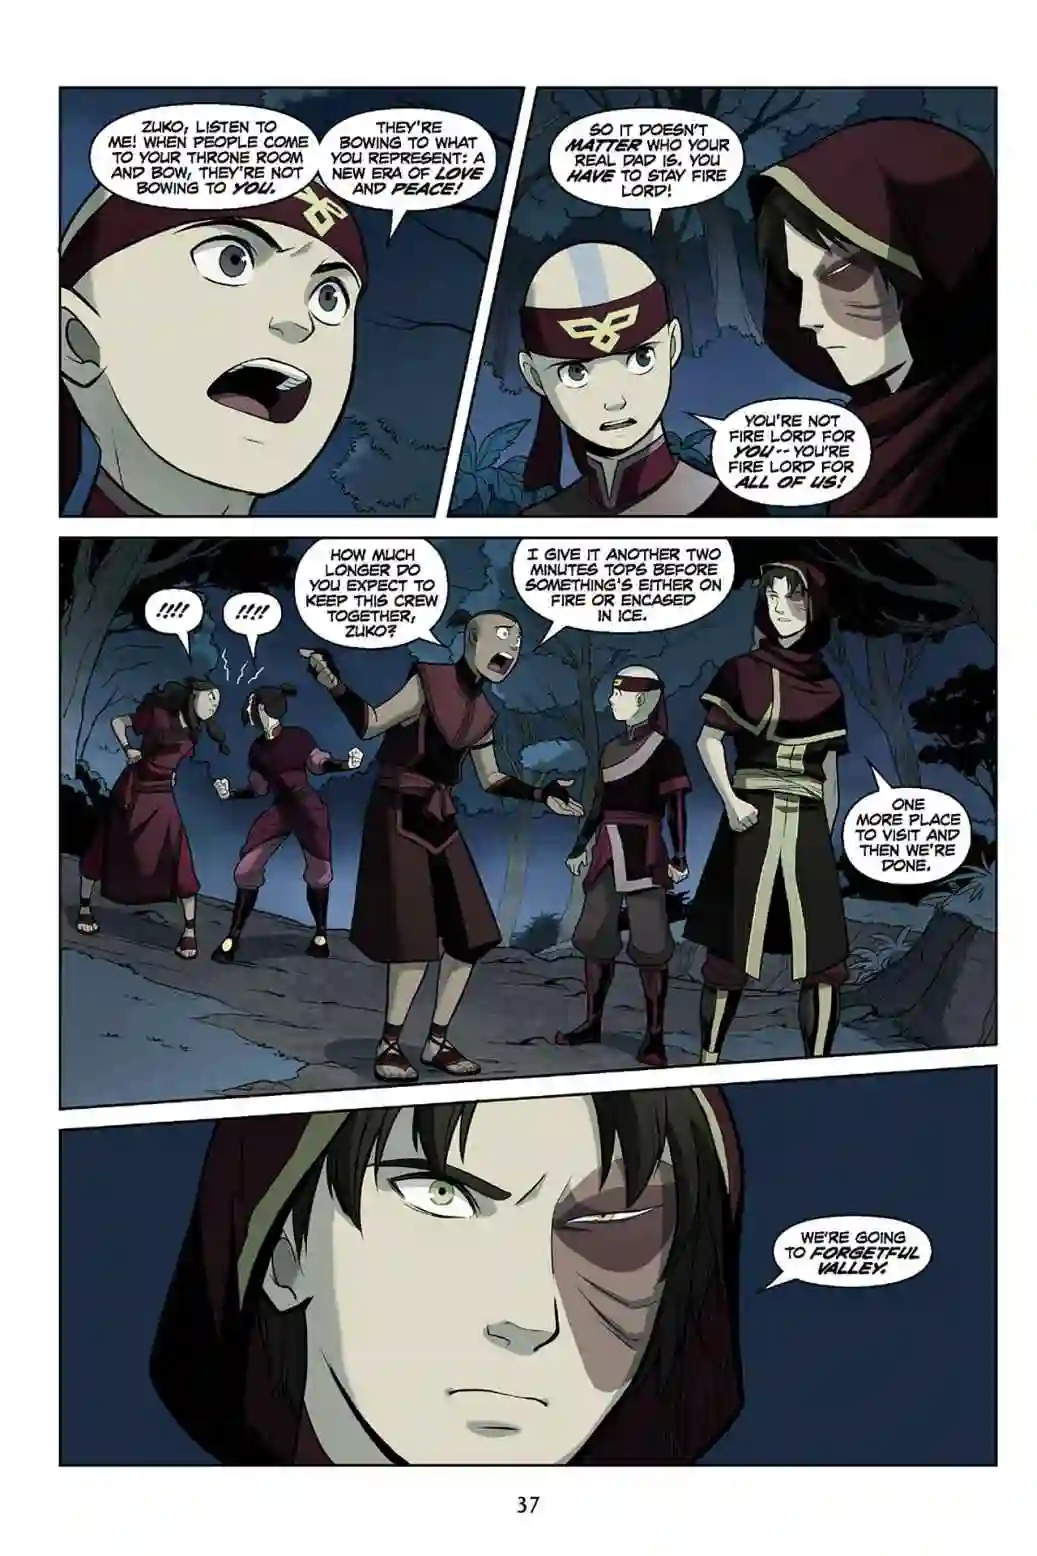 ZUKO, LISTEN TO
ME! WHEN PEOPLE COME
TO YOUR THRONE ROOM
AND BOW, THEY'RE NOT
BOWING TO YOU.
THEY'RE
BOWING TO WHAT
YOU REPRESENT: A
NEW ERA OF LOVE
AND PEACE!
SO IT DOESN'T
MATTER WHO YOUR
REAL DAD IS. YOU
HAVE TO STAY FIRE
LORD!
YOU'RE NOT
FIRE LORD FOR
YOU--YOU'RE
FIRE LORD FOR
ALL OF US!
!!!!
!!!!
HOW MUCH
LONGER DO
YOU EXPECT TO
KEEP THIS CREW
TOGETHER,
ZUKO?
I GIVE IT ANOTHER TWO
MINUTES TOPS BEFORE
SOMETHING'S EITHER ON
FIRE OR ENCASED
IN ICE.
ONE
MORE PLACE
TO VISIT AND
THEN WE'RE
DONE.
WE'RE GOING
TO FORGETFUL
VALLEY.
37